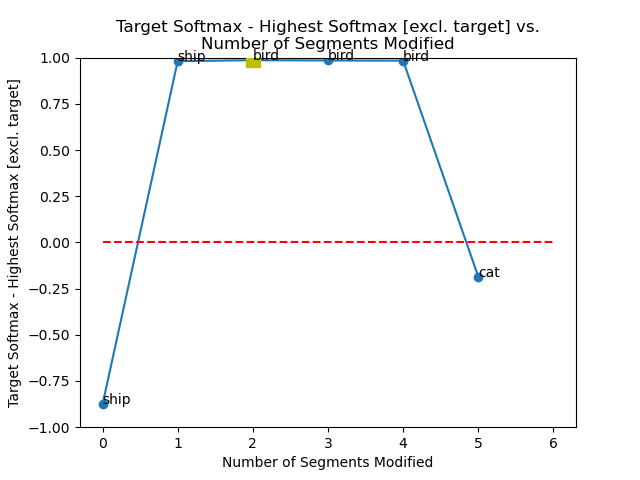 Target Softmax - Highest Softmax [excl. target] vs.
Number of Segments Modified
Target Softmax - Highest Softmax [excl. target]
1.00
0.75
0.50
0.25
0.00
−0.25
−0.50
−0.75
−1.00
ship
ship
bird
bird
bird
cat
0 1 2 3 4 5 6
Number of Segments Modified